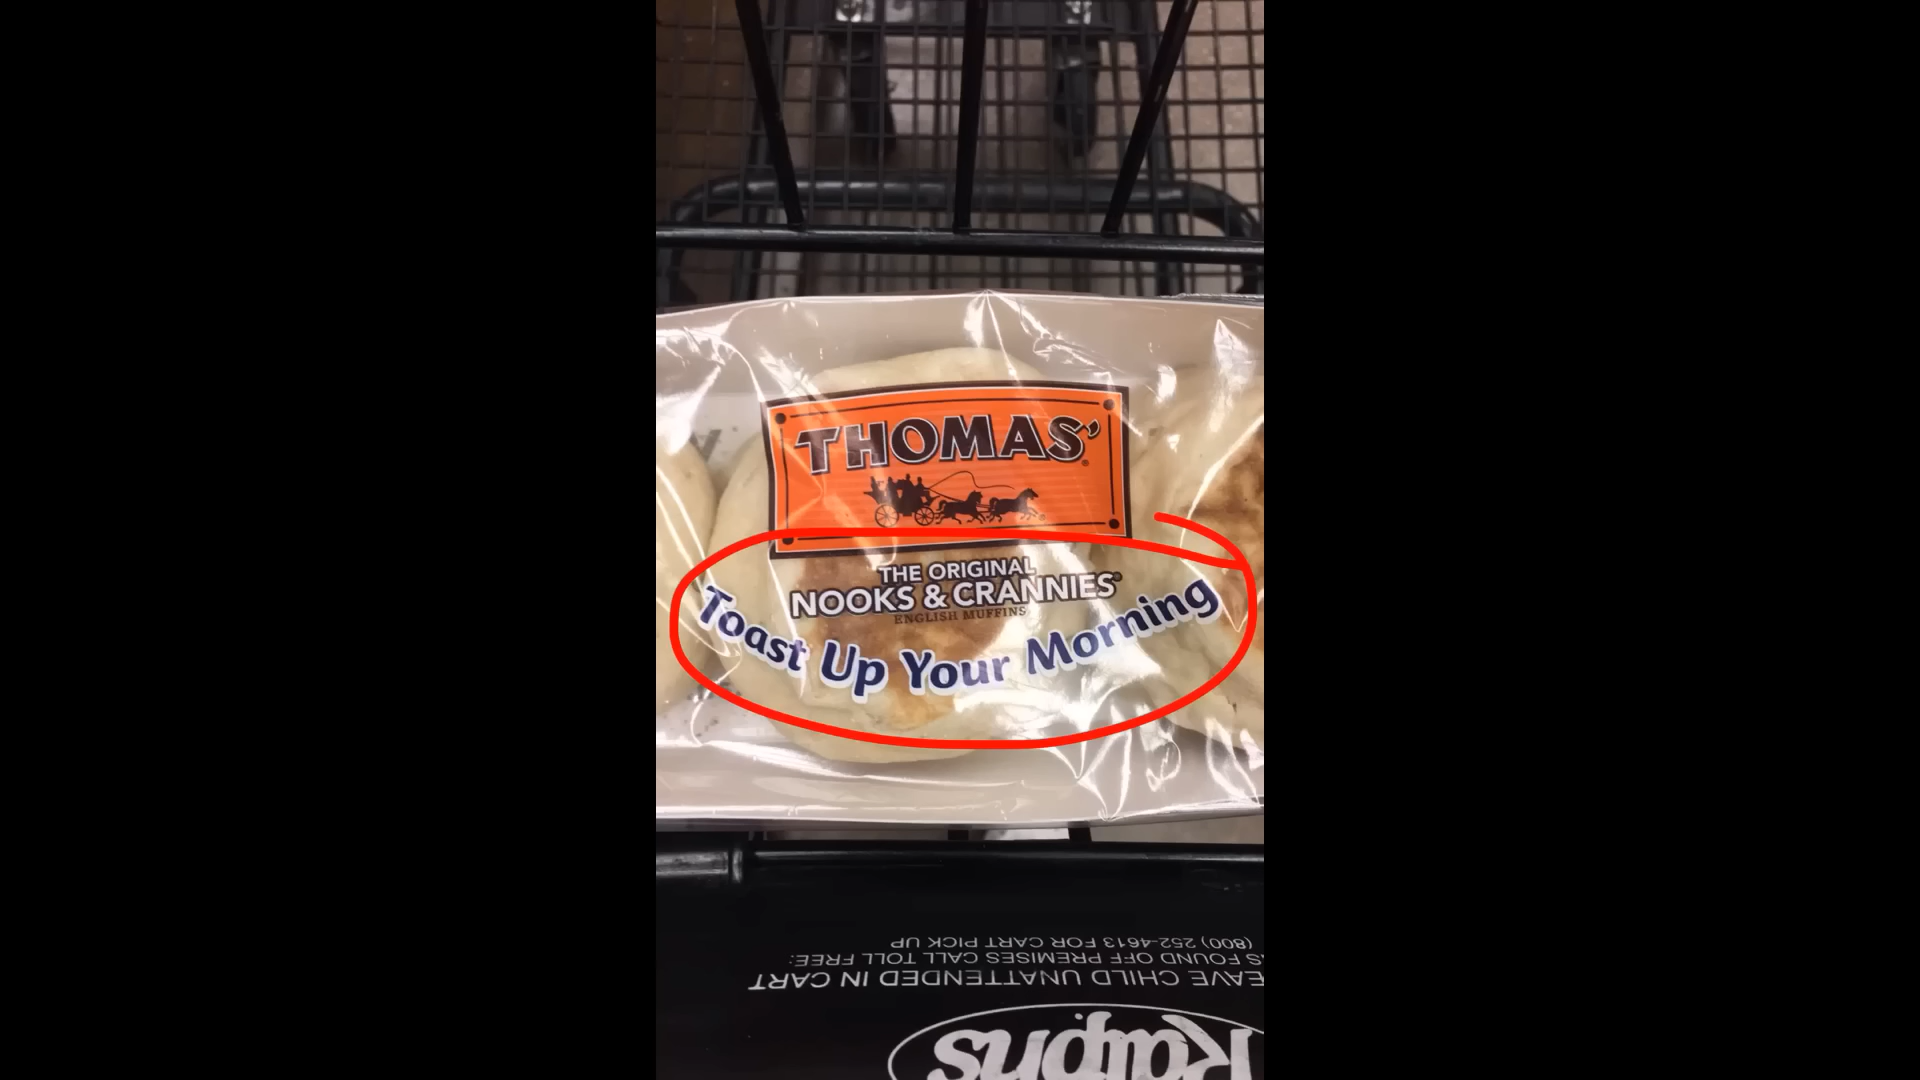 THOMAS'
THE ORIGINAL
NOOKS & CRANNIES®
ENGLISH MUFFINS
Toast Up Your Morning
(800) 252-4613 FOR CART PICK UP
FOUND OFF PREMISES CALL TOLL FREE:
CHILD UNATTENDED IN CART
Ralphs